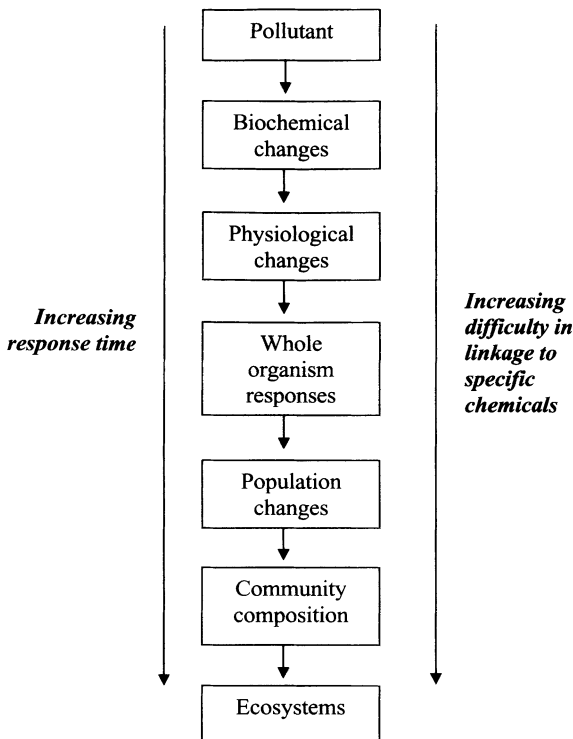 Pollutant
Biochemical
changes
Physiological
changes
Increasing
response time
Whole
organism
responses
Increasing
difficulty in
linkage to
specific
chemicals
Population
changes
Community
composition
Ecosystems